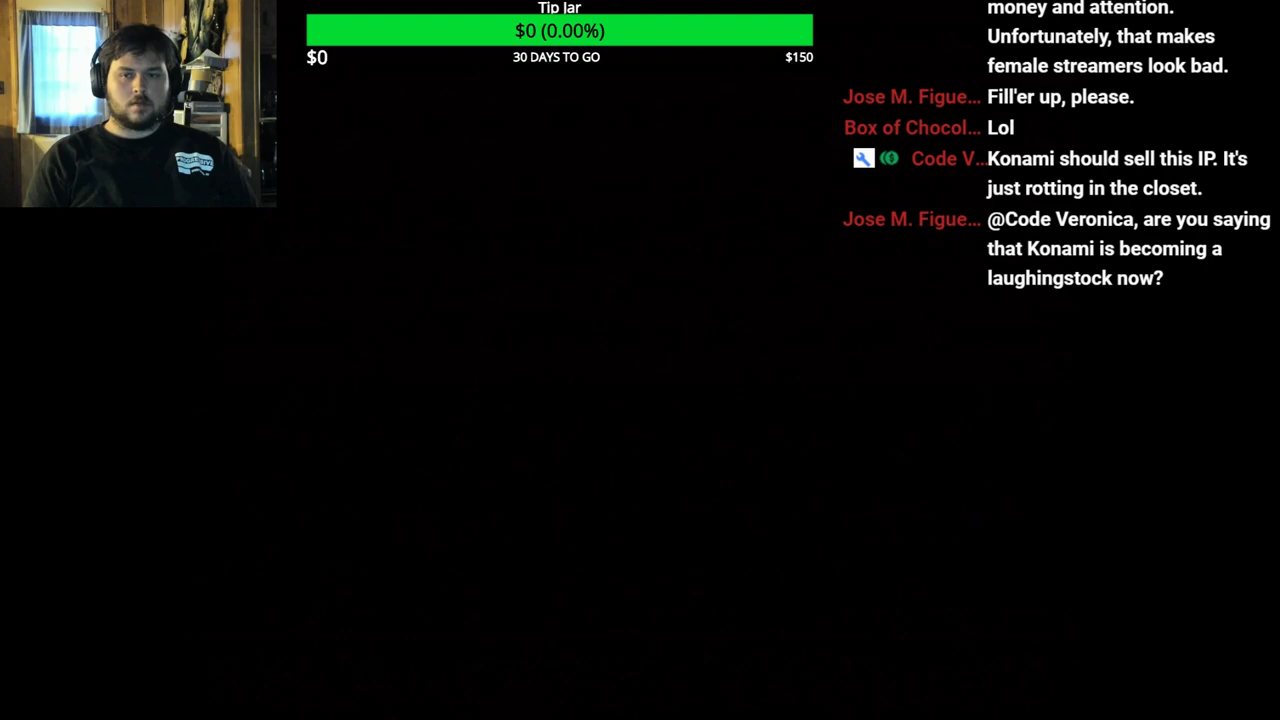 Tip Jar
$0 (0.00%)
$0 30 DAYS TO GO $150
money and attention.
Unfortunately, that makes
female streamers look bad.
Jose M. Figue... Fill'er up, please.
Box of Chocol... Lol
Code V... Konami should sell this IP. It's
just rotting in the closet.
Jose M. Figue... @Code Veronica, are you saying
that Konami is becoming a
laughingstock now?